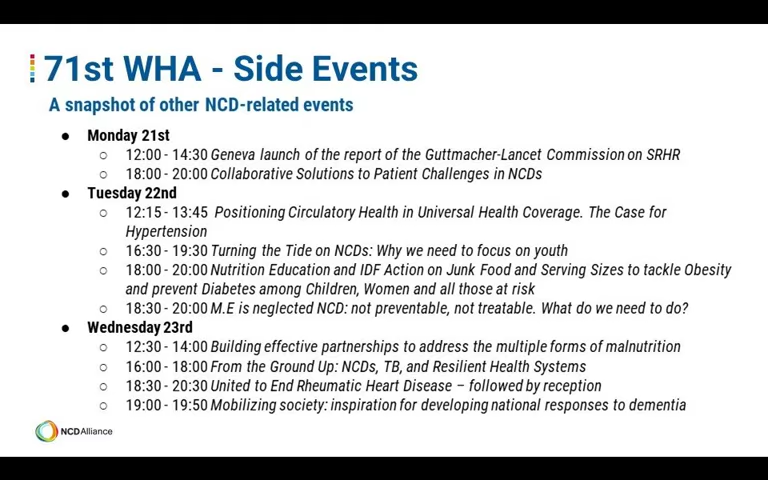 71st WHA - Side Events
A snapshot of other NCD-related events
● Monday 21st
○ 12:00 - 14:30 Geneva launch of the report of the Guttmacher-Lancet Commission on SRHR
○ 18:00 - 20:00 Collaborative Solutions to Patient Challenges in NCDs
● Tuesday 22nd
○ 12:15 - 13:45 Positioning Circulatory Health in Universal Health Coverage. The Case for
Hypertension
○ 16:30 - 19:30 Turning the Tide on NCDs: Why we need to focus on youth
○ 18:00 - 20:00 Nutrition Education and IDF Action on Junk Food and Serving Sizes to tackle Obesity
and prevent Diabetes among Children, Women and all those at risk
○ 18:30 - 20:00 M.E is neglected NCD: not preventable, not treatable. What do we need to do?
● Wednesday 23rd
○ 12:30 - 14:00 Building effective partnerships to address the multiple forms of malnutrition
○ 16:00 - 18:00 From the Ground Up: NCDs, TB, and Resilient Health Systems
○ 18:30 - 20:30 United to End Rheumatic Heart Disease – followed by reception
○ 19:00 - 19:50 Mobilizing society: inspiration for developing national responses to dementia
NCDAlliance